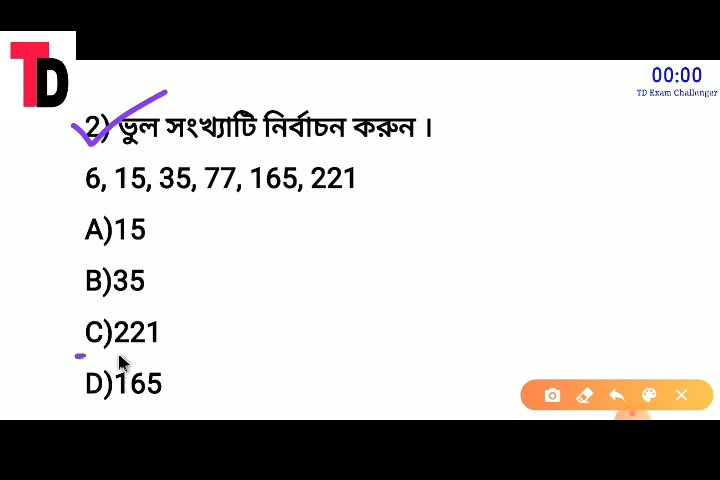 TD
00:00
TD Exam Challenger
2) ভুল সংখ্যাটি নির্বাচন করুন ।
6, 15, 35, 77, 165, 221
A)15
B)35
C)221
D)165